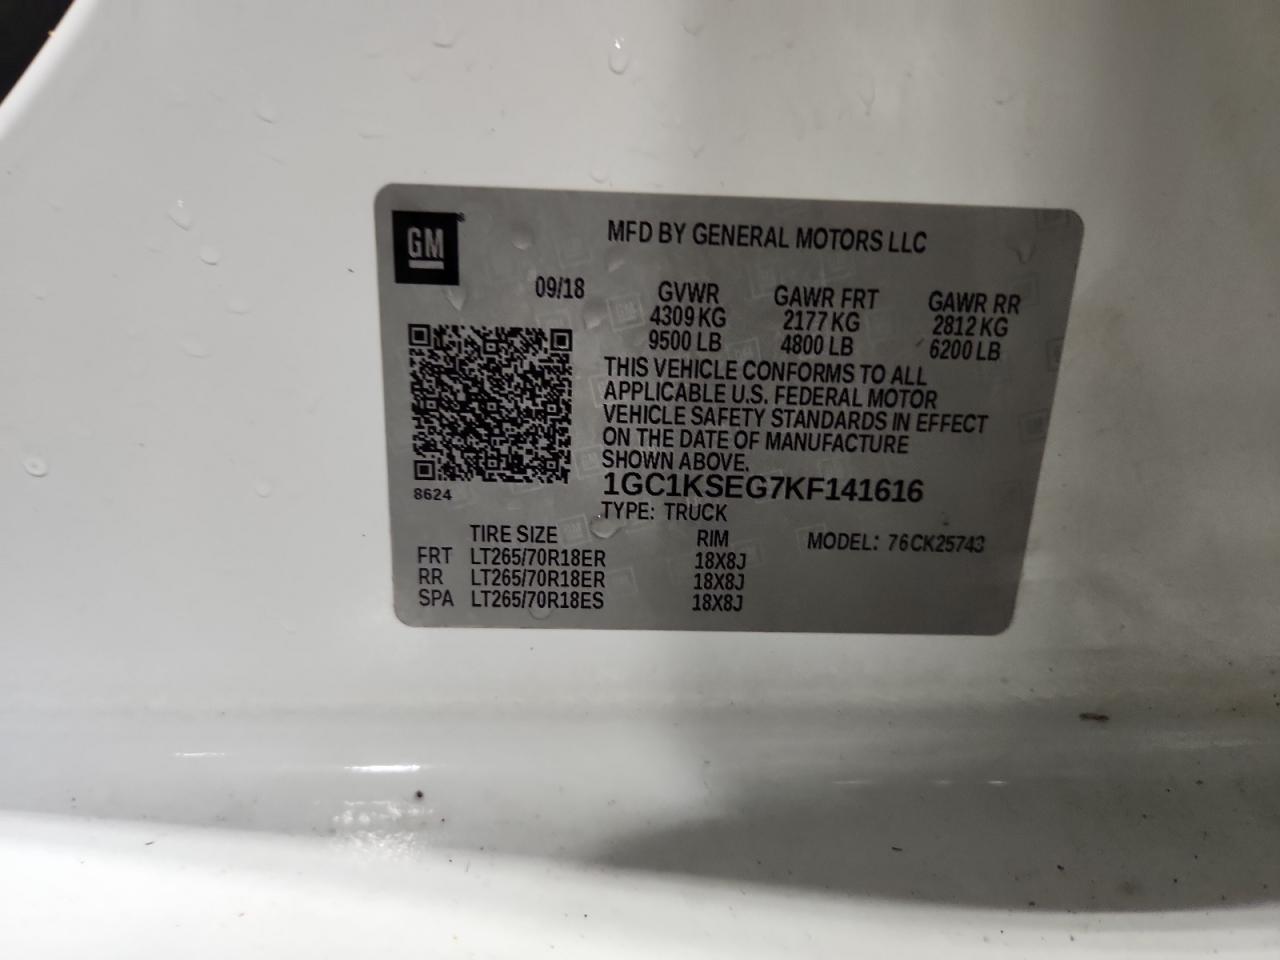 GM
MFD BY GENERAL MOTORS LLC
09/18 GVWR GAWR FRT GAWR RR
4309 KG 2177 KG 2812 KG
9500 LB 4800 LB 6200 LB
THIS VEHICLE CONFORMS TO ALL
APPLICABLE U.S. FEDERAL MOTOR
VEHICLE SAFETY STANDARDS IN EFFECT
ON THE DATE OF MANUFACTURE
SHOWN ABOVE.
8624 1GC1KSEG7KF141616
TYPE: TRUCK
TIRE SIZE RIM MODEL: 76CK25743
FRT LT265/70R18ER 18X8J
RR LT265/70R18ER 18X8J
SPA LT265/70R18ES 18X8J